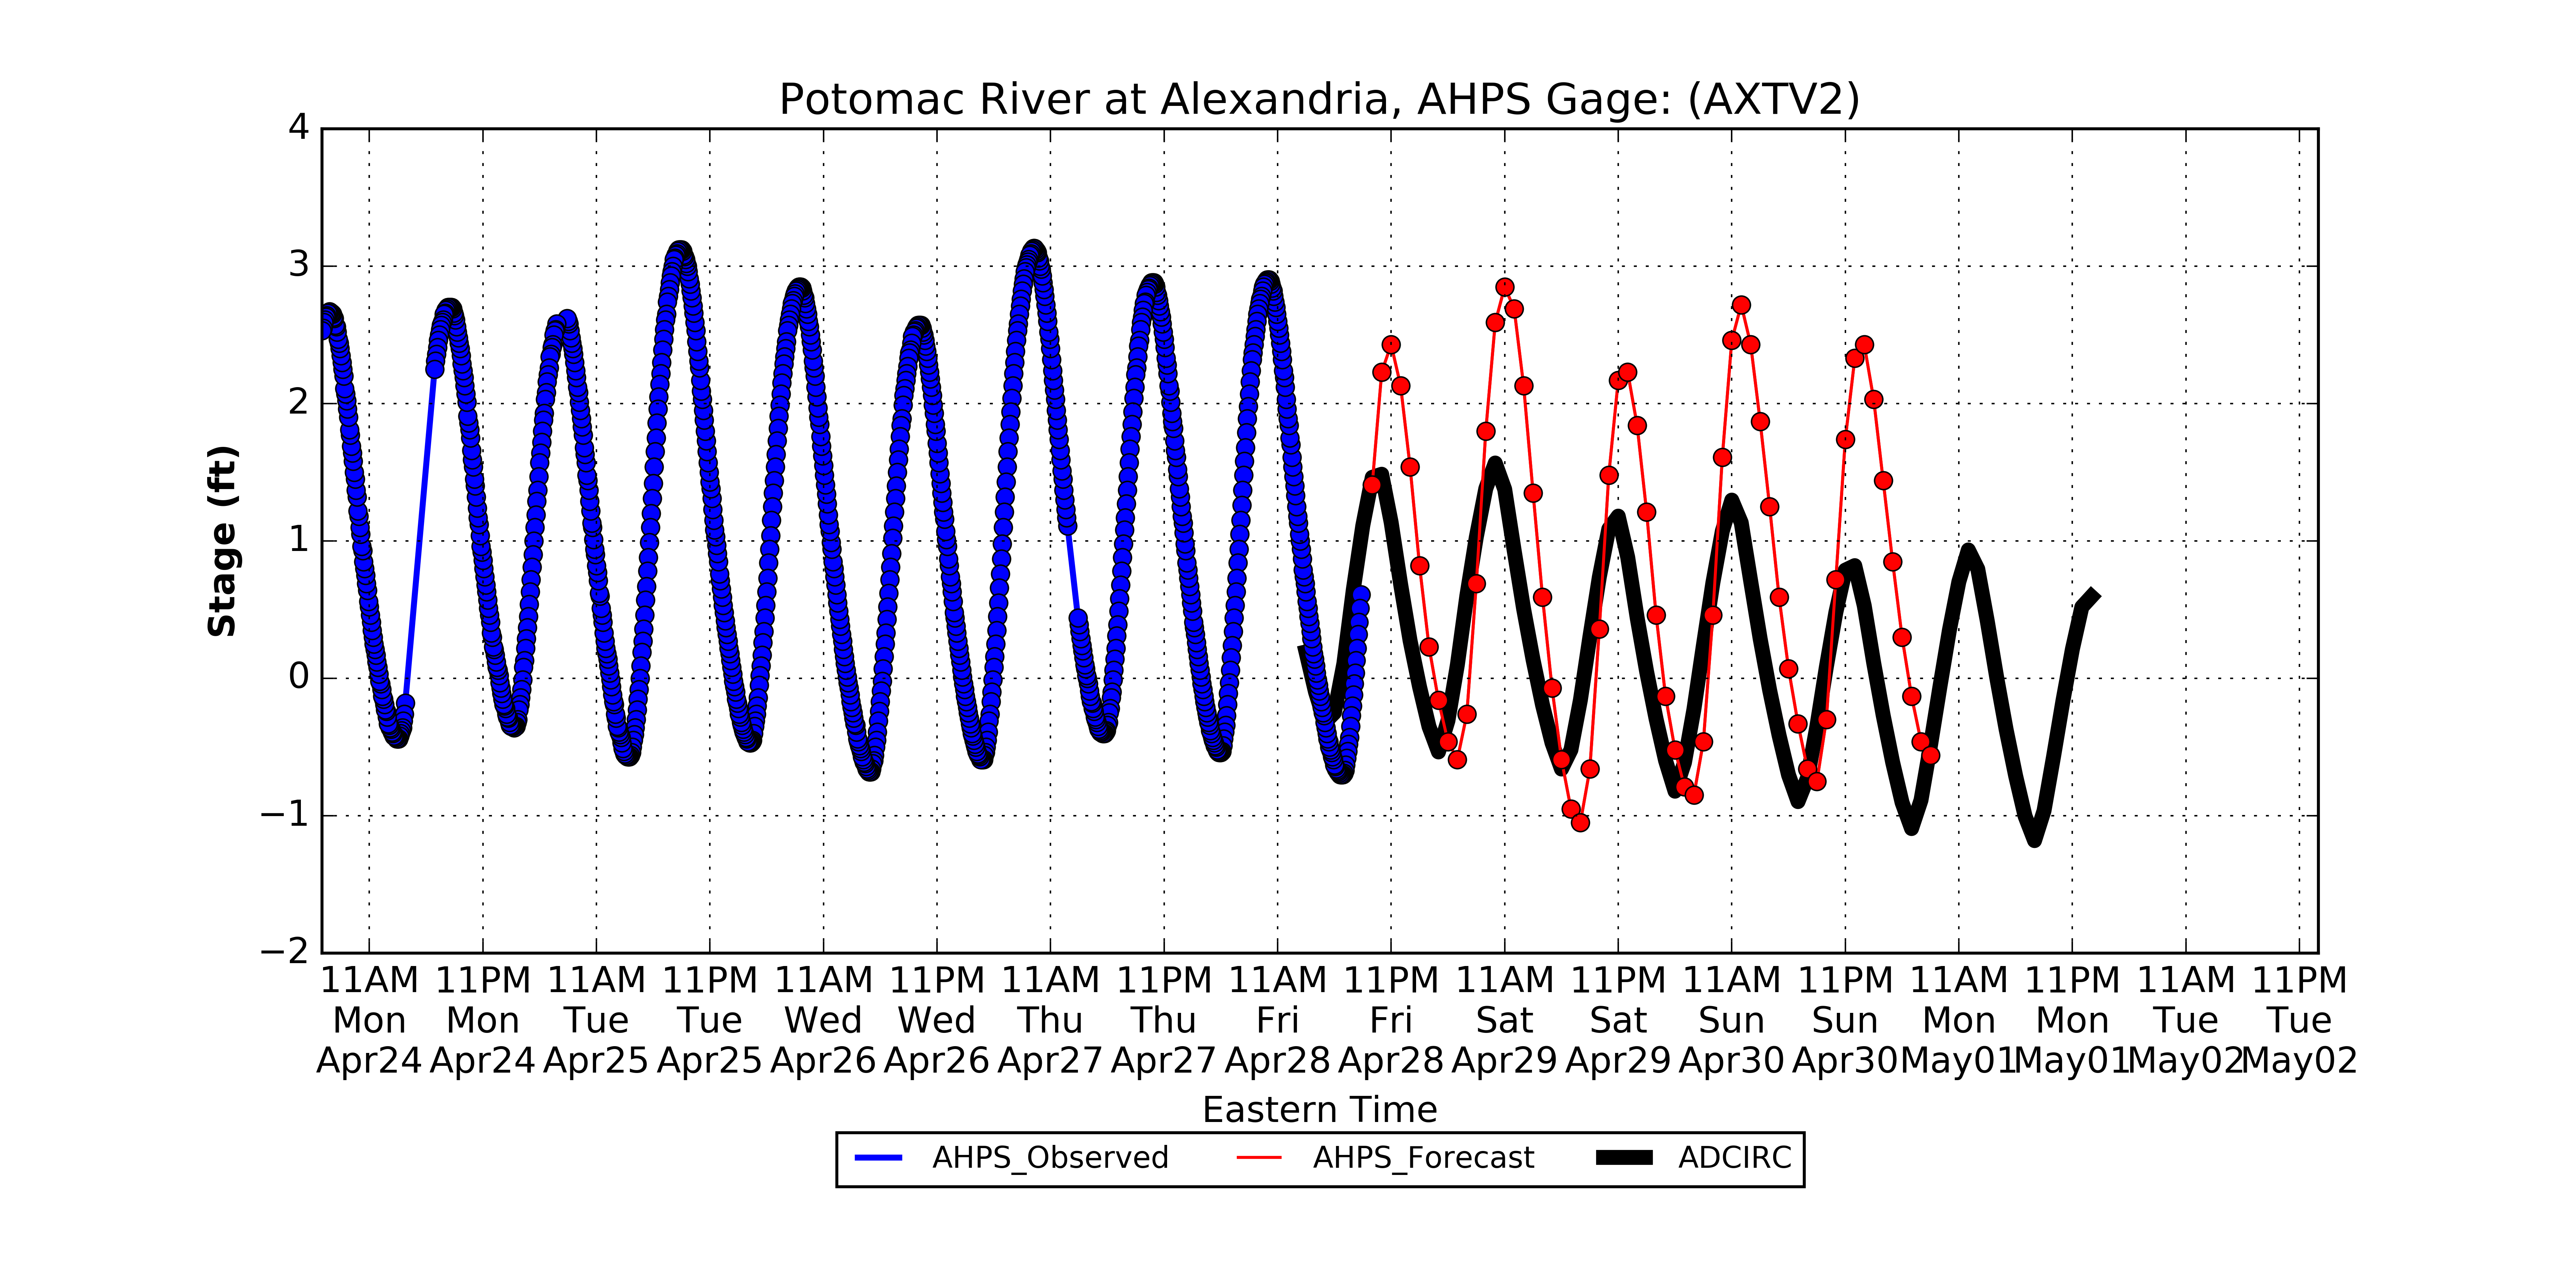 Potomac River at Alexandria, AHPS Gage: (AXTV2)
4
3
2
1
0
−1
−2
Stage (ft)
11AM 11PM 11AM 11PM 11AM 11PM 11AM 11PM 11AM 11PM 11AM 11PM 11AM 11PM 11AM 11PM 11AM 11PM
Mon Mon Tue Tue Wed Wed Thu Thu Fri Fri Sat Sat Sun Sun Mon Mon Tue Tue
Apr24 Apr24 Apr25 Apr25 Apr26 Apr26 Apr27 Apr27 Apr28 Apr28 Apr29 Apr29 Apr30 Apr30 May01 May01 May02 May02
Eastern Time
AHPS_Observed AHPS_Forecast ADCIRC